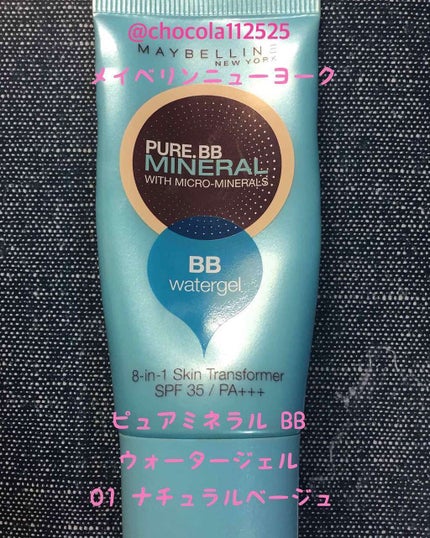 @chocola112525
MAYBELLINE
NEW YORK
メイベリンニューヨーク
PURE.BB
MINERAL
WITH MICRO-MINERALS
BB
watergel
8-in-1 Skin Transformer
SPF 35 / PA+++
ピュアミネラル BB
ウォータージェル
01 ナチュラルベージュ